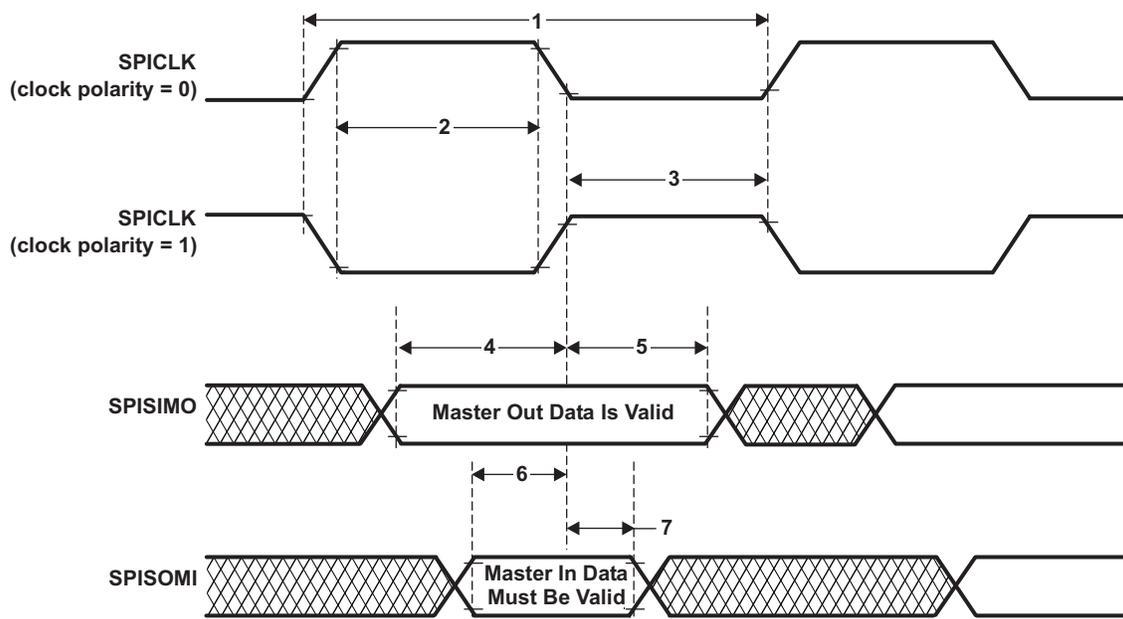 1
SPICLK
(clock polarity = 0)
2
3
SPICLK
(clock polarity = 1)
4
5
SPISIMO
Master Out Data Is Valid
6
7
SPISOMI
Master In Data
Must Be Valid